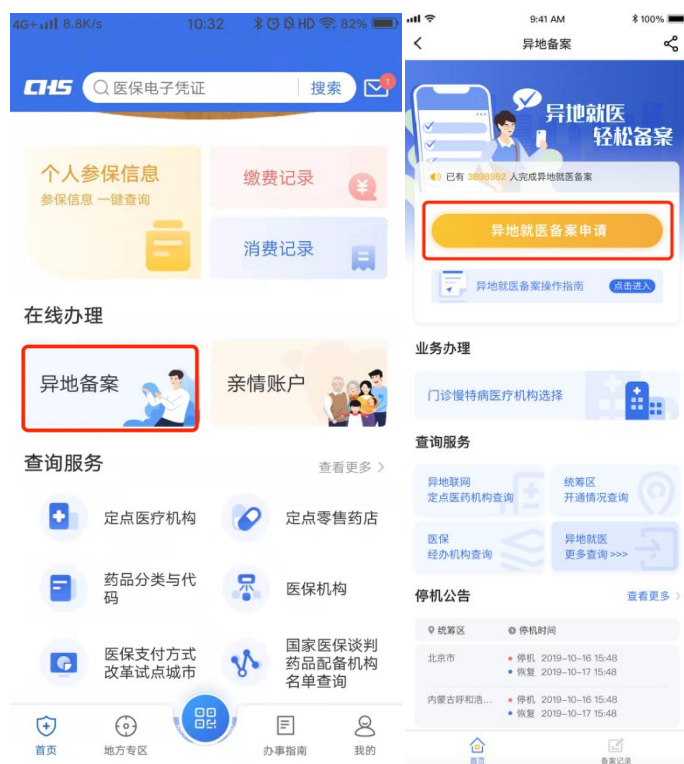 4G+ 8.8K/s 10:32 HD 82%
CHS 医保电子凭证 搜索 1
个人参保信息
参保信息 一键查询
缴费记录
消费记录
在线办理
异地备案
亲情账户
查询服务 查看更多 >
定点医疗机构
定点零售药店
药品分类与代
码
医保机构
医保支付方式
改革试点城市
国家医保谈判
药品配备机构
名单查询
首页
地方专区
办事指南
我的
9:41 AM 100%
异地备案
异地就医
轻松备案
已有 3898982 人完成异地就医备案
异地就医备案申请
异地就医备案操作指南 点击进入
业务办理
门诊慢特病医疗机构选择
查询服务
异地联网
定点医药机构查询
统筹区
开通情况查询
医保
经办机构查询
异地就医
更多查询 >>>
停机公告 查看更多 >
统筹区 停机时间
北京市
停机 2019-10-16 15:48
恢复 2019-10-17 15:48
内蒙古呼和浩...
停机 2019-10-16 15:48
恢复 2019-10-17 15:48
首页
备案记录